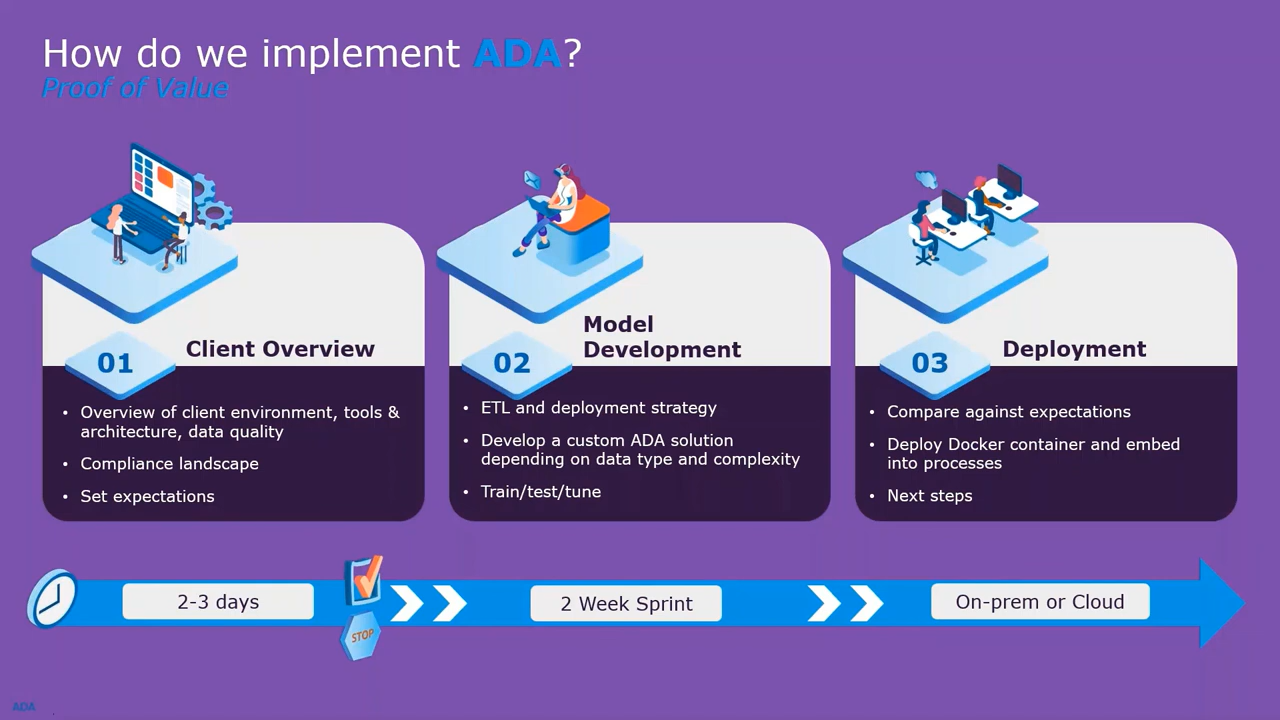 How do we implement ADA?
Proof of Value
01
Client Overview
• Overview of client environment, tools &
architecture, data quality
• Compliance landscape
• Set expectations
02
Model
Development
• ETL and deployment strategy
• Develop a custom ADA solution
depending on data type and complexity
• Train/test/tune
03
Deployment
• Compare against expectations
• Deploy Docker container and embed
into processes
• Next steps
2-3 days
STOP
2 Week Sprint
On-prem or Cloud
ADA